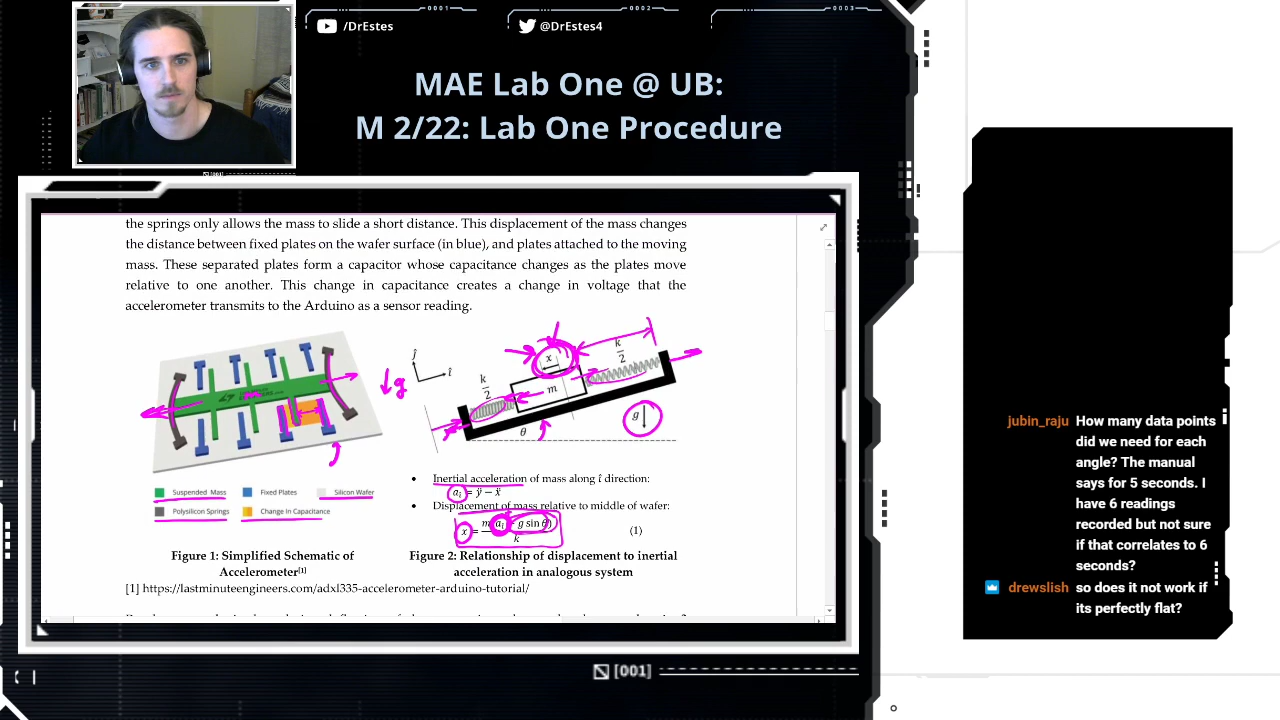 0001
0002
0003
/DrEstes
@DrEstes4
MAE Lab One @ UB:
M 2/22: Lab One Procedure
[001]
the springs only allows the mass to slide a short distance. This displacement of the mass changes
the distance between fixed plates on the wafer surface (in blue), and plates attached to the moving
mass. These separated plates form a capacitor whose capacitance changes as the plates move
relative to one another. This change in capacitance creates a change in voltage that the
accelerometer transmits to the Arduino as a sensor reading.
g
Suspended Mass
Fixed Plates
Silicon Wafer
Polysilicon Springs
Change In Capacitance
Figure 1: Simplified Schematic of
Accelerometer[1]
ĵ
î
k/2
x
k/2
m
g
θ
• Inertial acceleration of mass along î direction:
aᵢ = ÿ − ẍ
• Displacement of mass relative to middle of wafer:
(1)
Figure 2: Relationship of displacement to inertial
acceleration in analogous system
[1] https://lastminuteengineers.com/adxl335-accelerometer-arduino-tutorial/
jubin_raju How many data points
did we need for each
angle? The manual
says for 5 seconds. I
have 6 readings
recorded but not sure
if that correlates to 6
seconds?
drewslish so does it not work if
its perfectly flat?
[001]